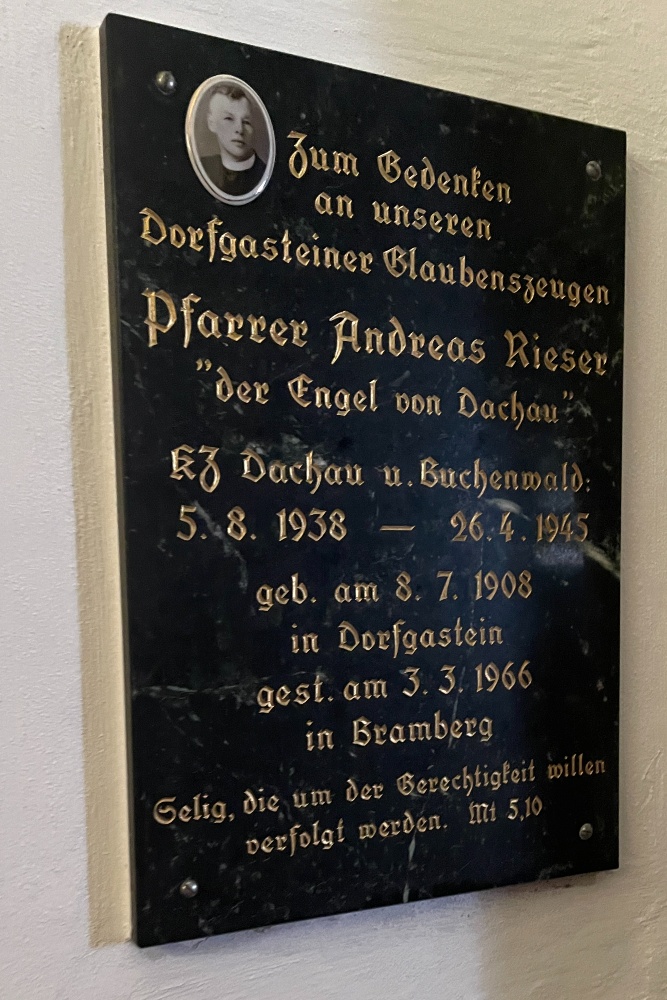 Zum Gedenken
an unseren
Dorfgasteiner Glaubenszeugen
Pfarrer Andreas Rieser
"der Engel von Dachau"
KZ Dachau u. Buchenwald:
5. 8. 1938 — 26. 4. 1945
geb. am 8. 7. 1908
in Dorfgastein
gest. am 3. 3. 1966
in Bramberg
Selig, die um der Gerechtigkeit willen
verfolgt werden. Mt 5,10